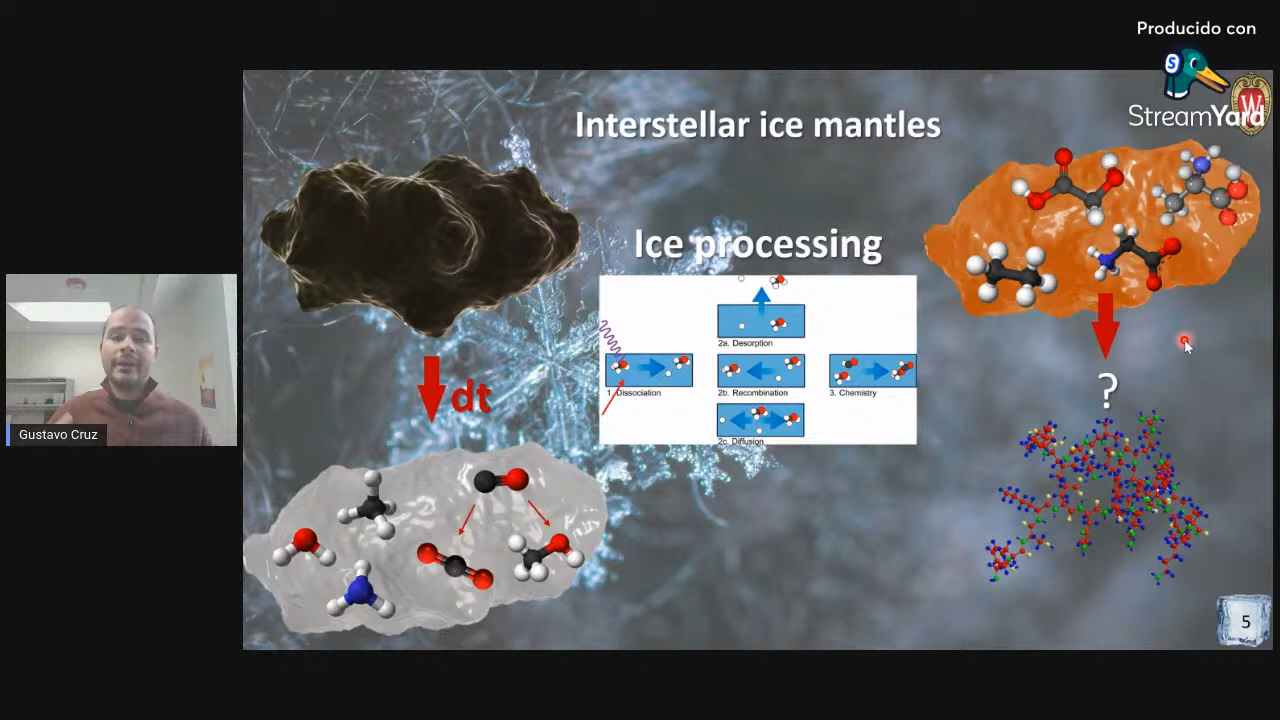 Producido con
S
StreamYard
W
Interstellar ice mantles
Ice processing
2a. Desorption
1. Dissociation
2b. Recombination
3. Chemistry
2c. Diffusion
dt
?
Gustavo Cruz
5